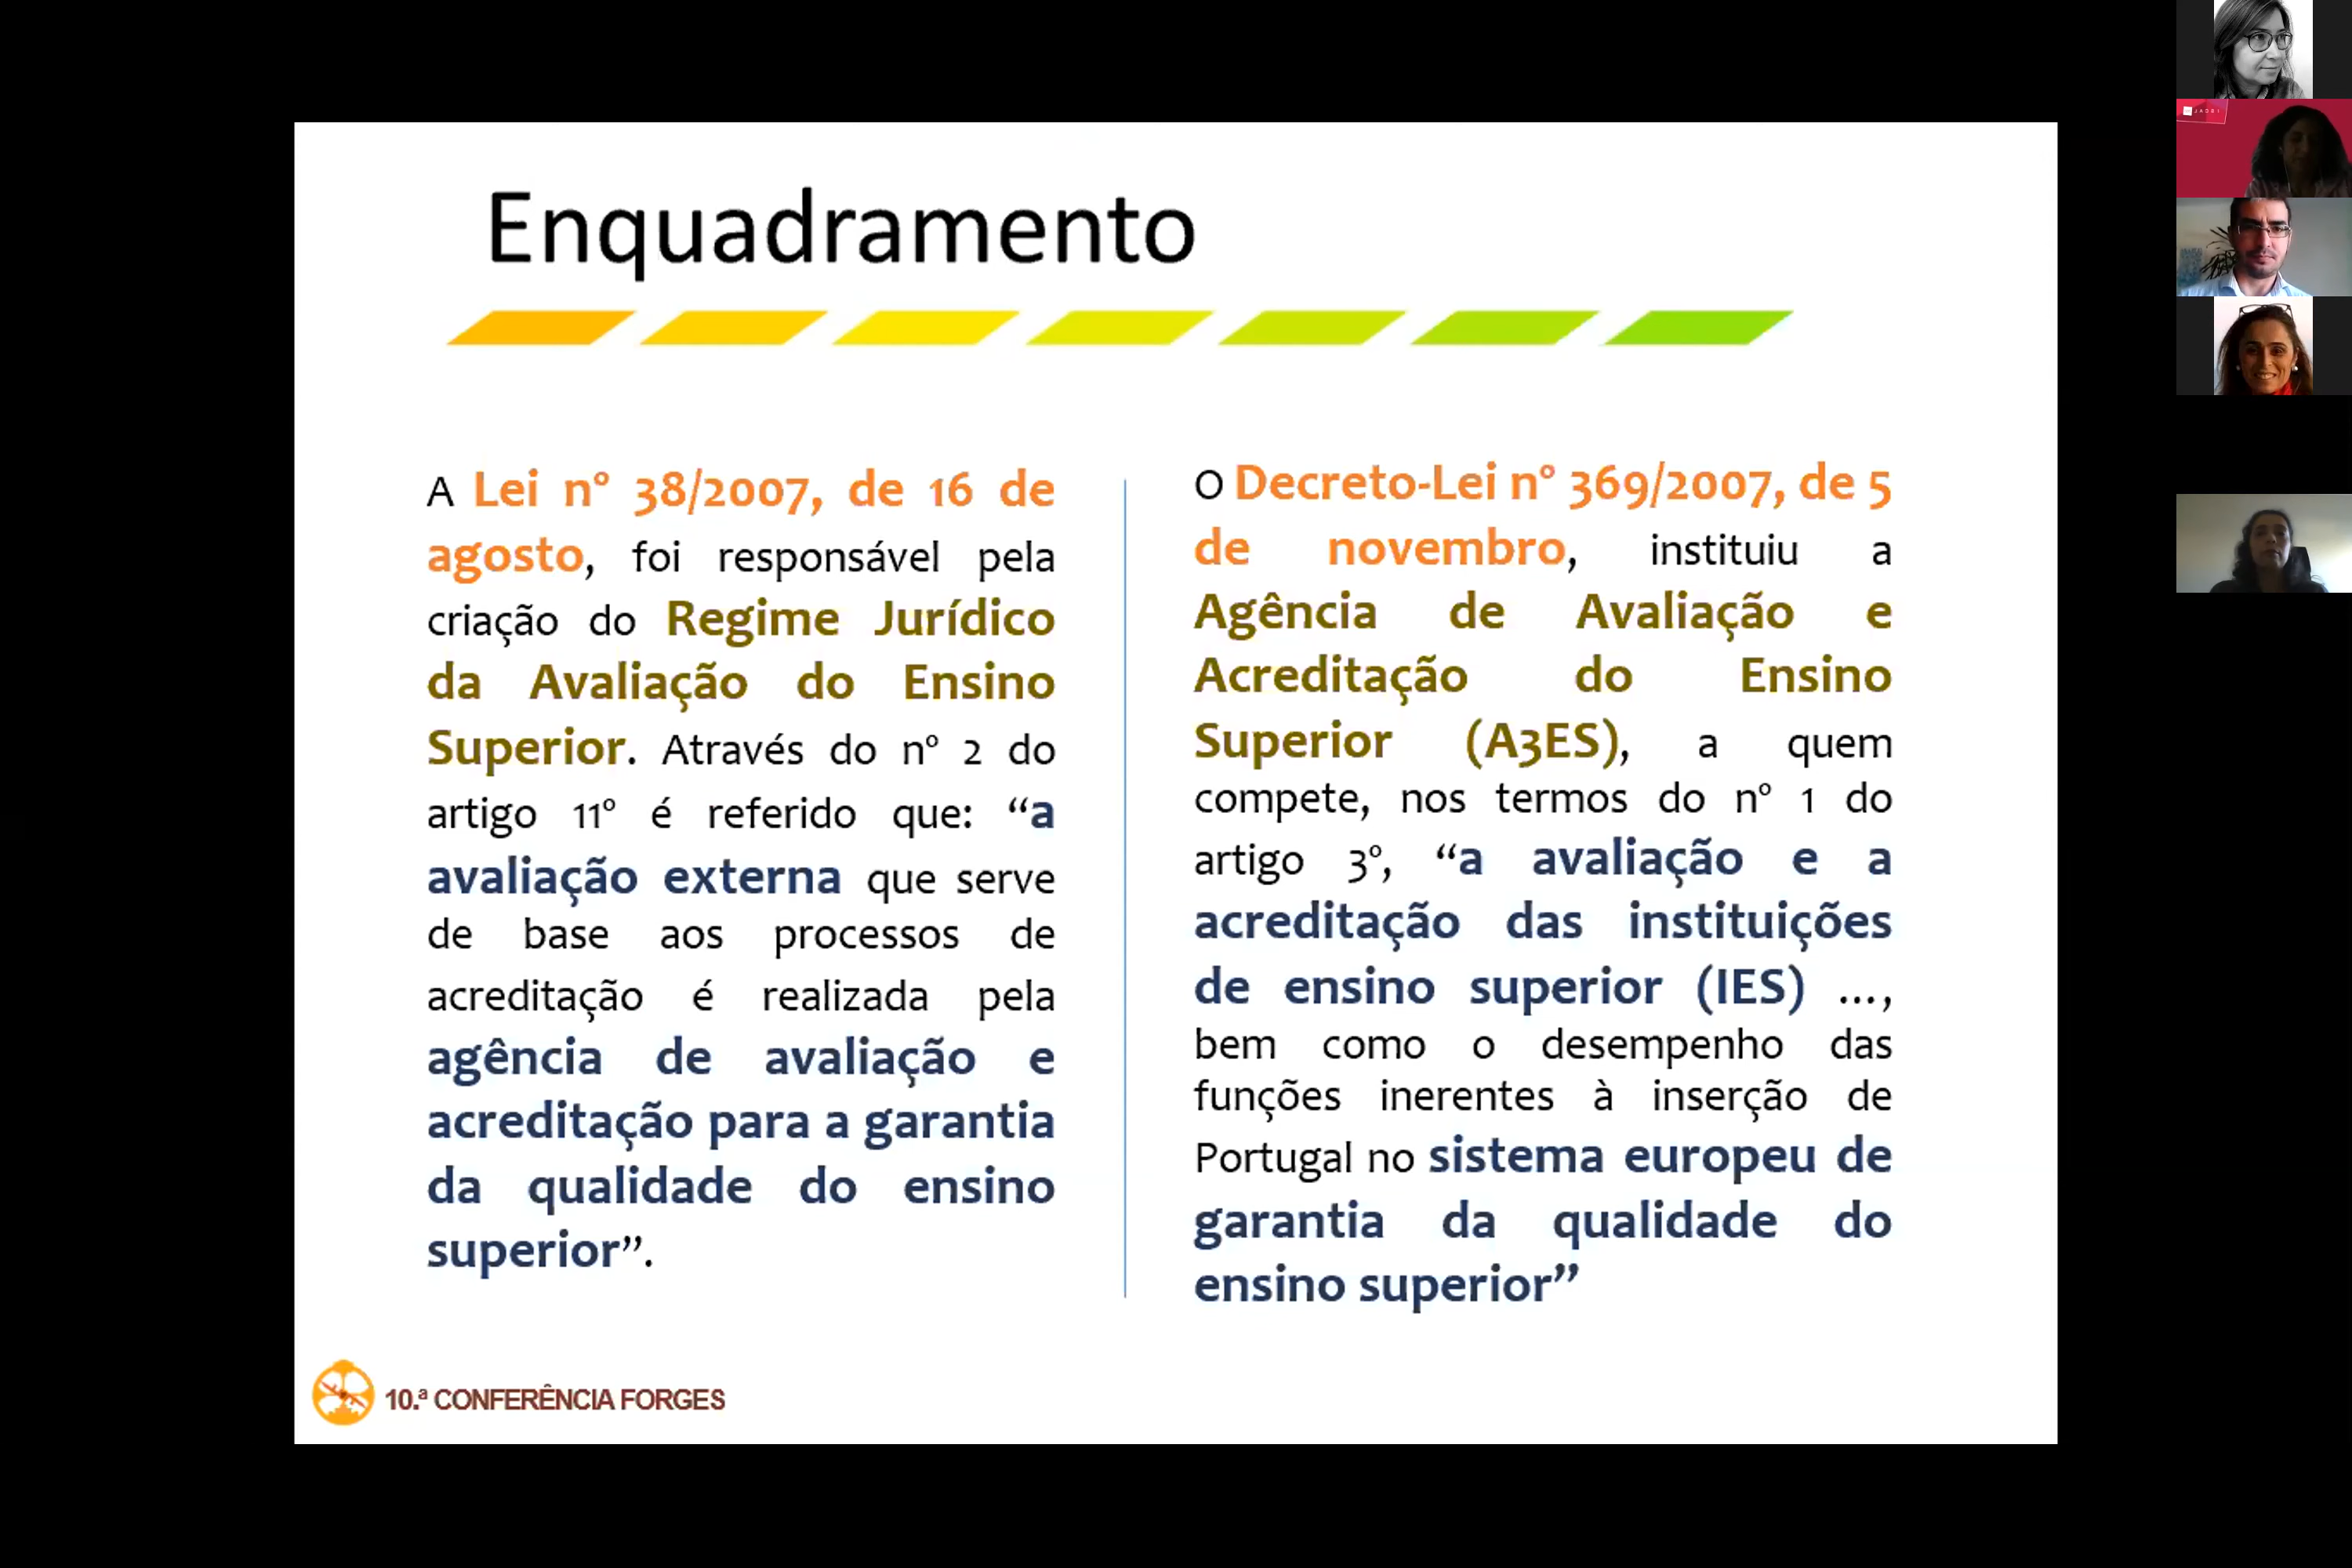 Enquadramento
A Lei nº 38/2007, de 16 de
agosto, foi responsável pela
criação do Regime Jurídico
da Avaliação do Ensino
Superior. Através do nº 2 do
artigo 11º é referido que: “a
avaliação externa que serve
de base aos processos de
acreditação é realizada pela
agência de avaliação e
acreditação para a garantia
da qualidade do ensino
superior”.
O Decreto-Lei nº 369/2007, de 5
de novembro, instituiu a
Agência de Avaliação e
Acreditação do Ensino
Superior (A3ES), a quem
compete, nos termos do nº 1 do
artigo 3º, “a avaliação e a
acreditação das instituições
de ensino superior (IES) ...,
bem como o desempenho das
funções inerentes à inserção de
Portugal no sistema europeu de
garantia da qualidade do
ensino superior”
10.ª CONFERÊNCIA FORGES